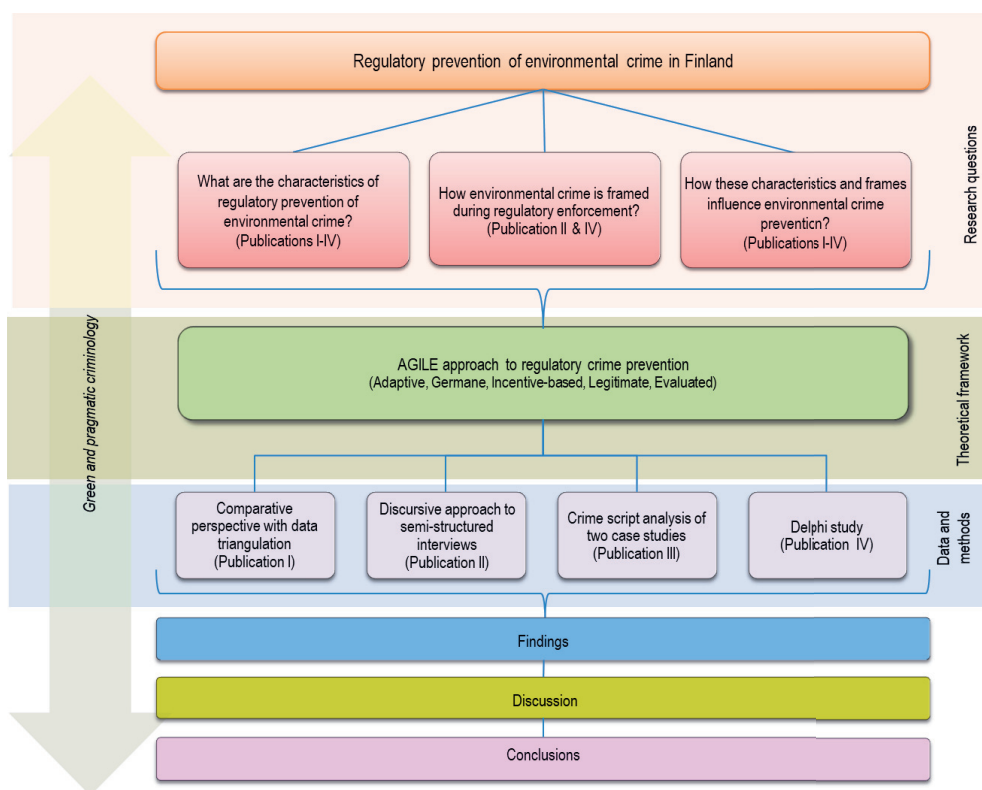 Regulatory prevention of environmental crime in Finland
What are the characteristics of
regulatory prevention of
environmental crime?
(Publications I-IV)
How environmental crime is framed
during regulatory enforcement?
(Publication II & IV)
How these characteristics and frames
influence environmental crime
prevention?
(Publications I-IV)
Research questions
Green and pragmatic criminology
AGILE approach to regulatory crime prevention
(Adaptive, Germane, Incentive-based, Legitimate, Evaluated)
Theoretical framework
Comparative
perspective with data
triangulation
(Publication I)
Discursive approach to
semi-structured
interviews
(Publication II)
Crime script analysis of
two case studies
(Publication III)
Delphi study
(Publication IV)
Data and
methods
Findings
Discussion
Conclusions